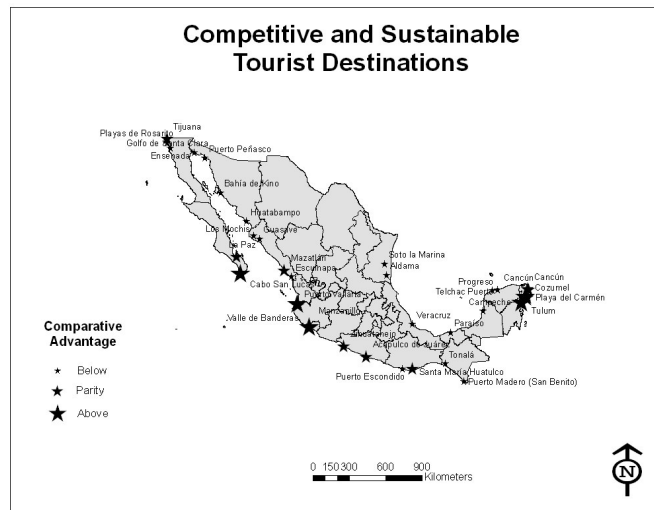 Competitive and Sustainable
Tourist Destinations
Tijuana
Playas de Rosarito
Golfo de Santa Clara
Ensenada
Puerto Peñasco
Bahía de Kino
Huatabampo
Los Mochis
Guasave
La Paz
Mazatlán
Escuinapa
Cabo San Lucas
Puerto Vallarta
Valle de Banderas
Manzanillo
Zihuatanejo
Acapulco de Juárez
Soto la Marina
Aldama
Veracruz
Progreso
Cancún
Cancún
Telchac Puerto
Cozumel
Campeche
Playa del Carmén
Tulum
Paraíso
Tonalá
Puerto Escondido
Santa María Huatulco
Puerto Madero (San Benito)
Comparative
Advantage
Below
Parity
Above
0 150 300 600 900
Kilometers
N